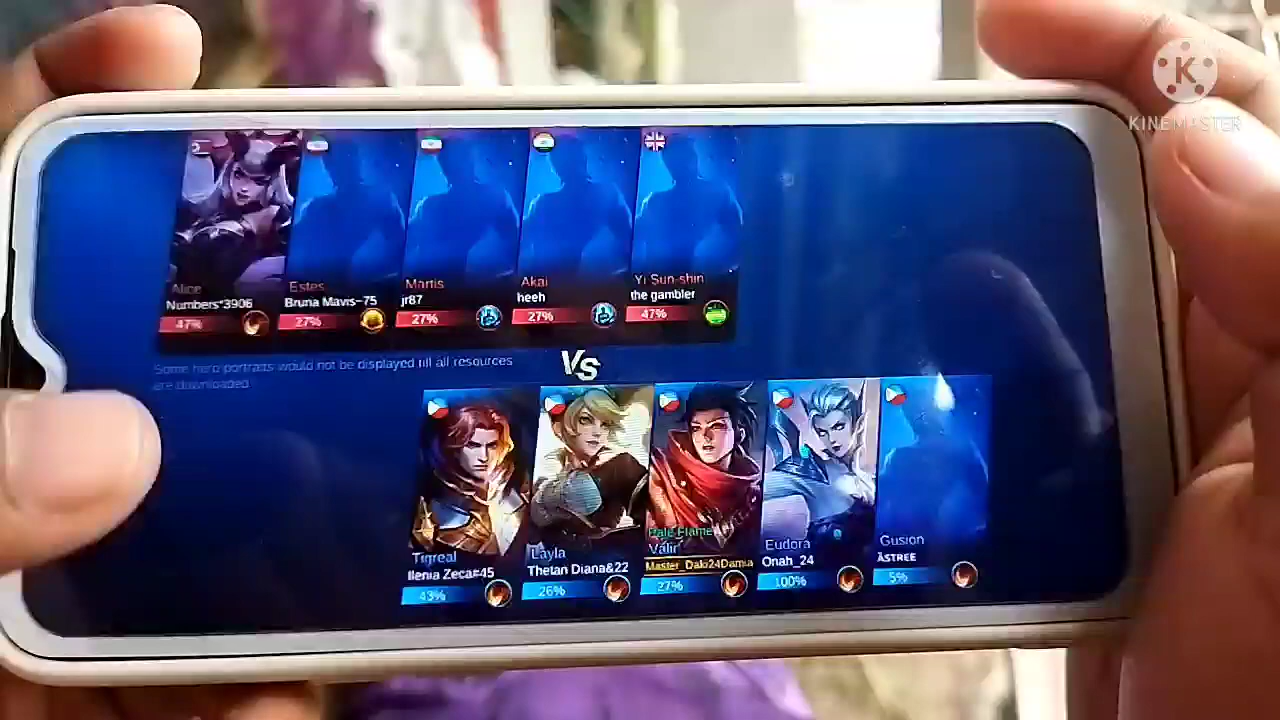 K
KINEMASTER
Alice
Numbers*3906
47%
Estes
Bruna Mavis~75
27%
Martis
jr87
27%
Akai
heeh
27%
Yi Sun-shin
the gambler
47%
Some hero portraits would not be displayed till all resources
are downloaded
Vs
Tigreal
Ilenia Zeca#45
43%
Layla
Thetan Diana&22
26%
Pale Flame
Valir
Master_Daki24Damia
27%
Eudora
Onah_24
100%
Gusion
ÀSTREE
5%